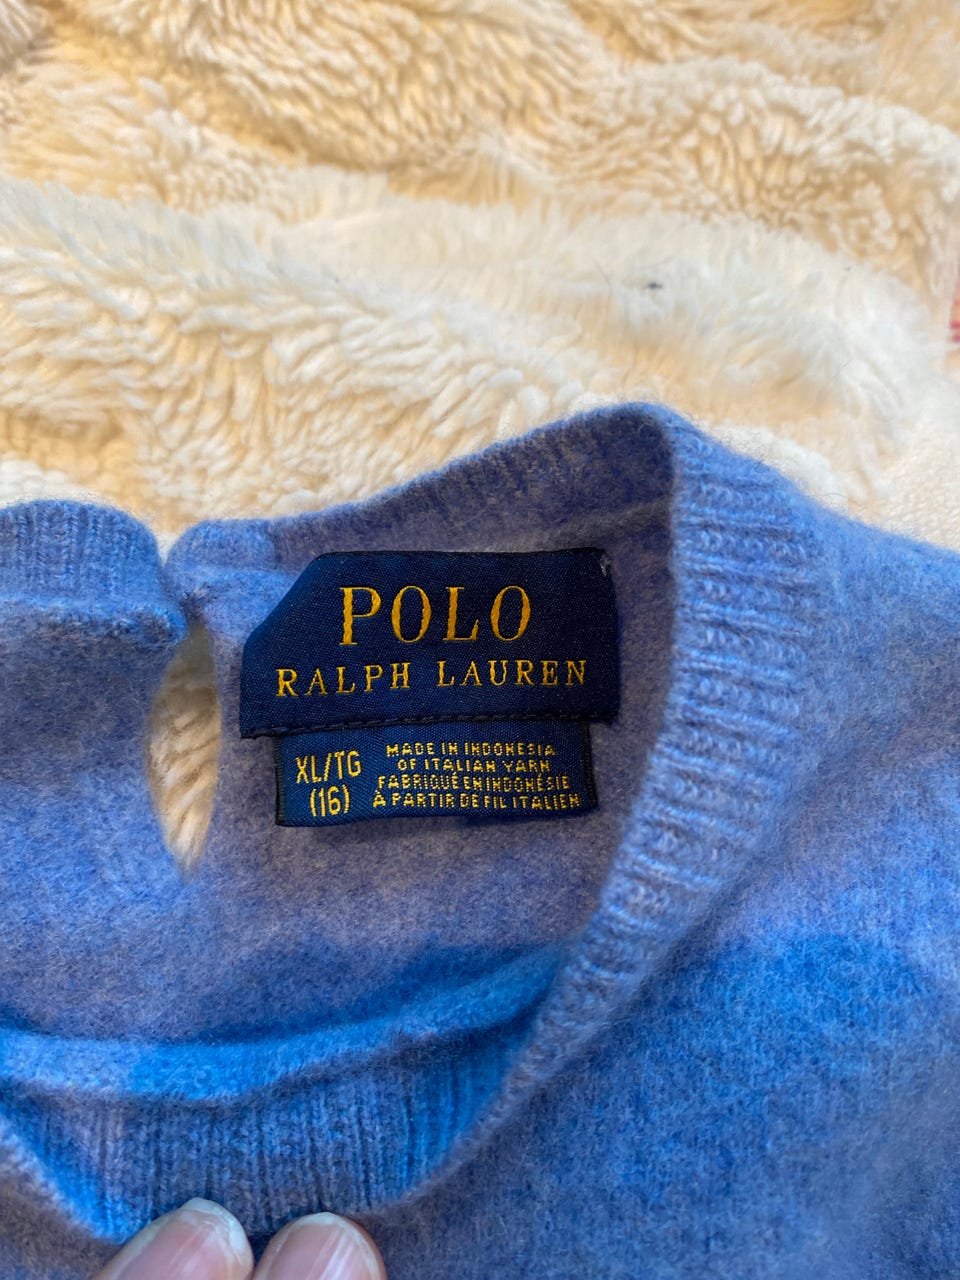 POLO
RALPH LAUREN
XL/TG
(16)
MADE IN INDONESIA
OF ITALIAN YARN
FABRIQUÉ EN INDONÉSIE
À PARTIR DE FIL ITALIEN